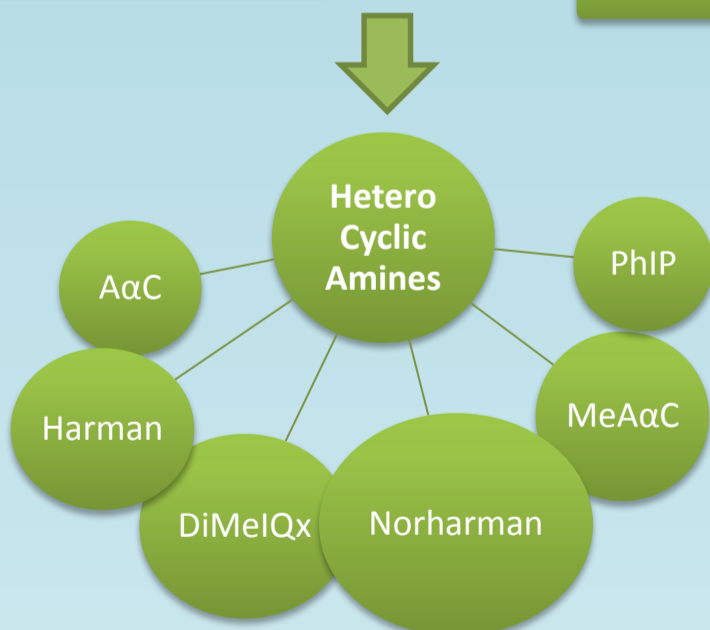 Hetero
Cyclic
Amines
AαC
PhIP
Harman
MeAαC
DiMeIQx
Norharman